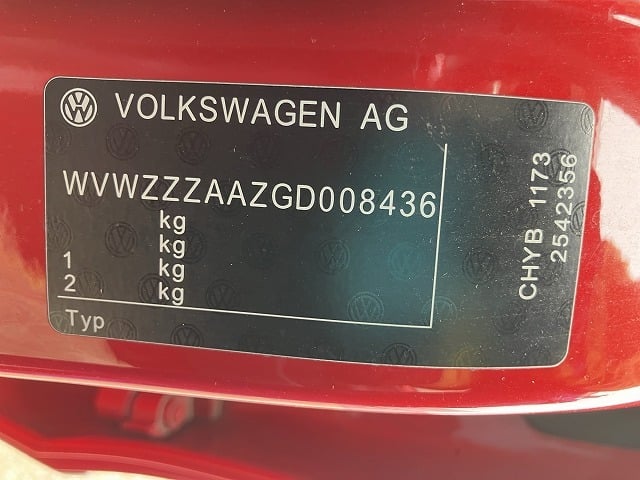 VOLKSWAGEN AG
WVWZZZAAZGD008436
kg
kg
1 kg
2 kg
Typ
CHYB 1173
2542356